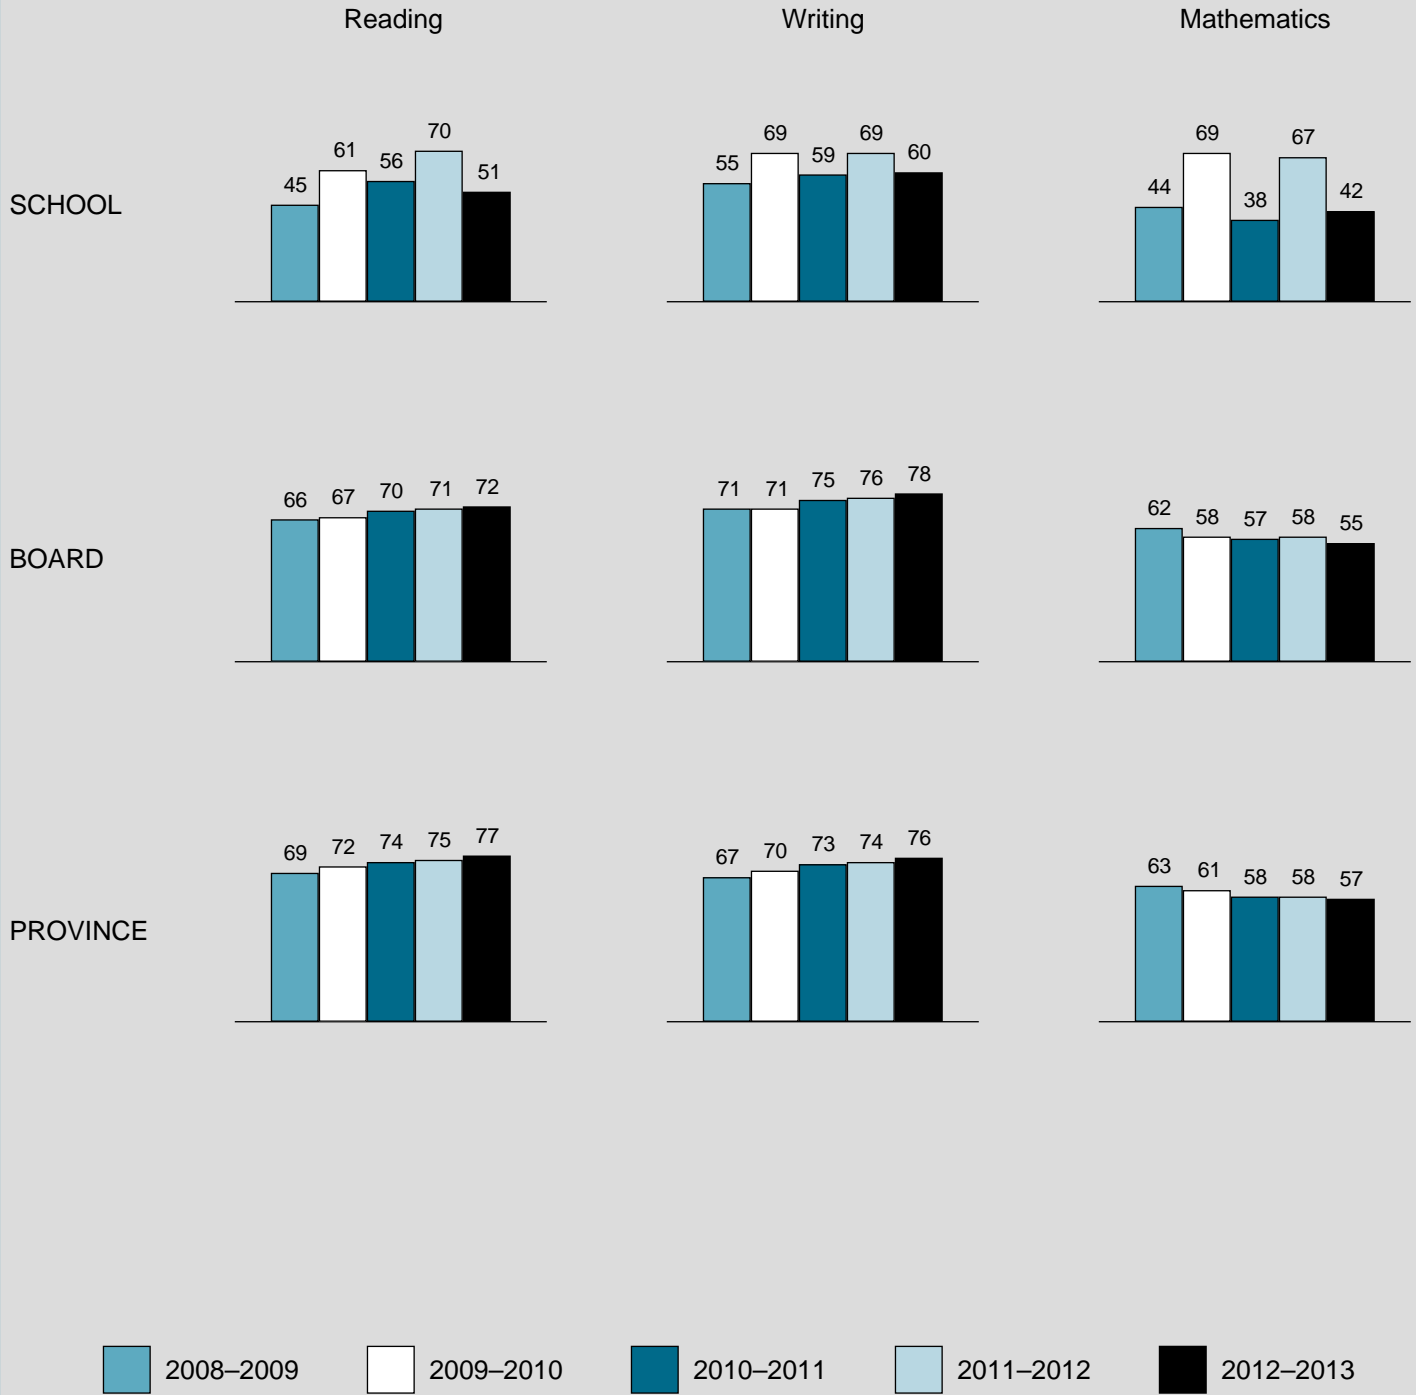 Reading Writing Mathematics
70
61 56 51
45
SCHOOL
69 69
55 59 60
69 67
44 38 42
66 67 70 71 72
BOARD
71 71 75 76 78
62 58 57 58 55
69 72 74 75 77
PROVINCE
67 70 73 74 76
63 61 58 58 57
2008–2009 2009–2010 2010–2011 2011–2012 2012–2013